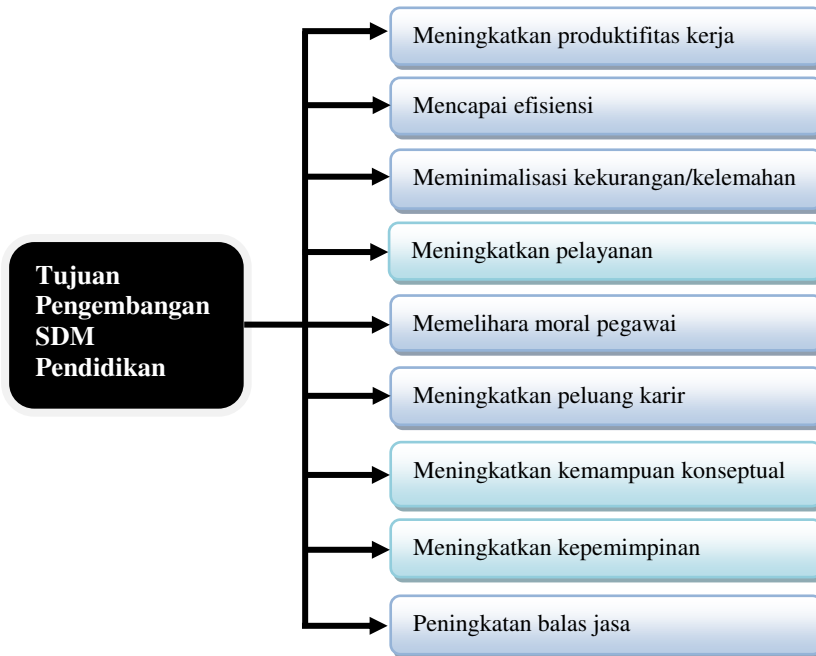 Meningkatkan produktifitas kerja
Mencapai efisiensi
Meminimalisasi kekurangan/kelemahan
Meningkatkan pelayanan
Tujuan
Pengembangan
SDM
Pendidikan
Memelihara moral pegawai
Meningkatkan peluang karir
Meningkatkan kemampuan konseptual
Meningkatkan kepemimpinan
Peningkatan balas jasa